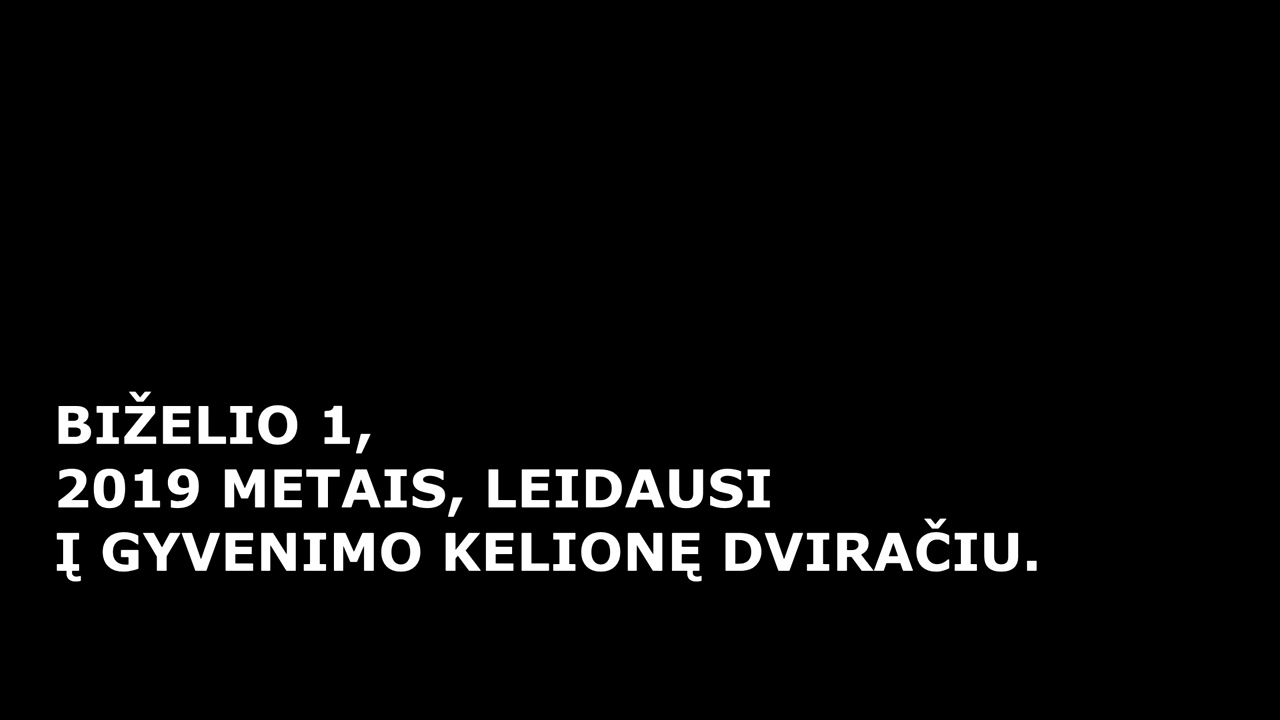 BIŽELIO 1,
2019 METAIS, LEIDAUSI
Į GYVENIMO KELIONĘ DVIRAČIU.